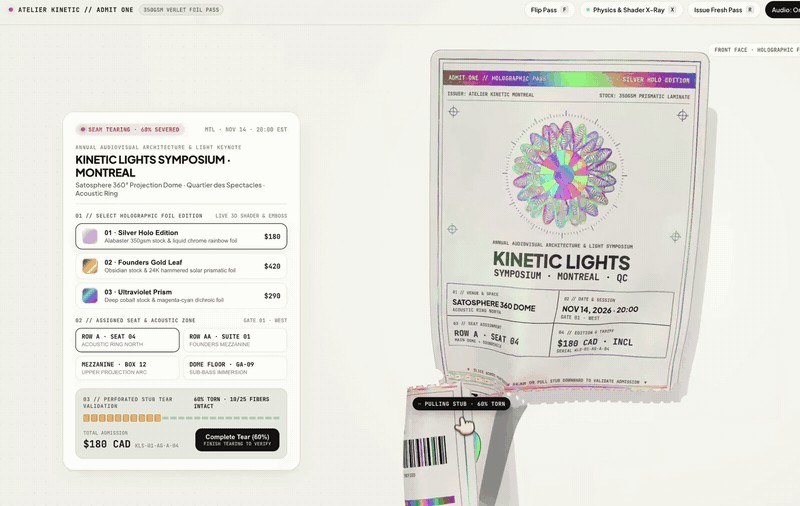 ATELIER KINETIC // ADMIT ONE
350GSM VENLET FOIL PASS
Flip Pass F
Physics & Shader X-Ray X
Issue Fresh Pass R
Audio:
FRONT FACE · HOLOGRAPHIC
SEAM TEARING · 60% SEVERED
MTL · NOV 14 · 20:00 EST
ANNUAL AUDIOVISUAL ARCHITECTURE & LIGHT KEYNOTE
KINETIC LIGHTS SYMPOSIUM ·
MONTREAL
Satosphere 360° Projection Dome · Quartier des Spectacles ·
Acoustic Ring
01 // SELECT HOLOGRAPHIC FOIL EDITION
LIVE 3D SHADER & EMBOSS
01 · Silver Holo Edition
Alabaster 350gsm stock & liquid chrome rainbow foil
$180
02 · Founders Gold Leaf
Obsidian stock & 24K hammered solar prismatic foil
$420
03 · Ultraviolet Prism
Deep cobalt stock & magenta-cyan dichroic foil
$290
02 // ASSIGNED SEAT & ACOUSTIC ZONE
GATE 01 · WEST
ROW A · SEAT 04
ACOUSTIC RING NORTH
ROW AA · SUITE 01
FOUNDERS MEZZANINE
MEZZANINE · BOX 12
UPPER PROJECTION ARC
DOME FLOOR · GA-09
SUB-BASS IMMERSION
03 // PERFORATED STUB TEAR
VALIDATION
60% TORN · 10/25 FIBERS
INTACT
TOTAL ADMISSION
$180 CAD
Complete Tear (60%)
FINISH TEARING TO VERIFY
ADMIT ONE // HOLOGRAPHIC PASS
SILVER HOLO EDITION
ISSUER: ATELIER KINETIC MONTREAL
STOCK: 350GSM PRISMATIC LAMINATE
ANNUAL AUDIOVISUAL ARCHITECTURE & LIGHT SYMPOSIUM
KINETIC LIGHTS
SYMPOSIUM · MONTREAL · QC
01 // VENUE & SPACE
SATOSPHERE 360 DOME
ACOUSTIC RING NORTH
02 // DATE & SESSION
NOV 14, 2026 · 20:00
GATE 01 · WEST
03 // SEAT ASSIGNMENT
ROW A · SEAT 04
04 // EDITION & TARIFF
$180 CAD · INCL
PULL STUB DOWNWARD TO VALIDATE ADMISSION
PULLING STUB · 60% TORN